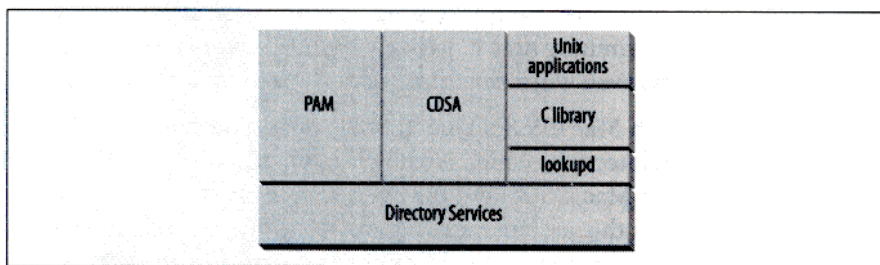 PAM
CDSA
Unix
applications
C library
lookupd
Directory Services